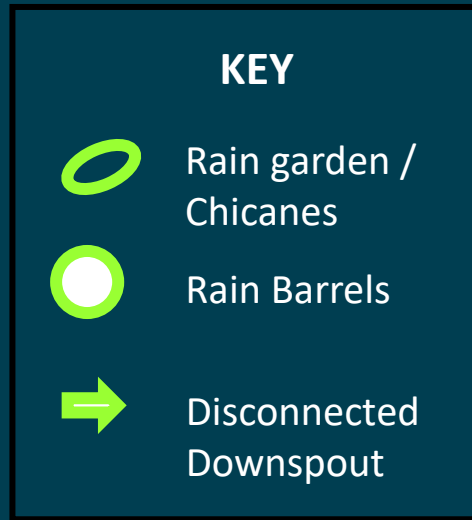 KEY
Rain garden /
Chicanes
Rain Barrels
Disconnected
Downspout